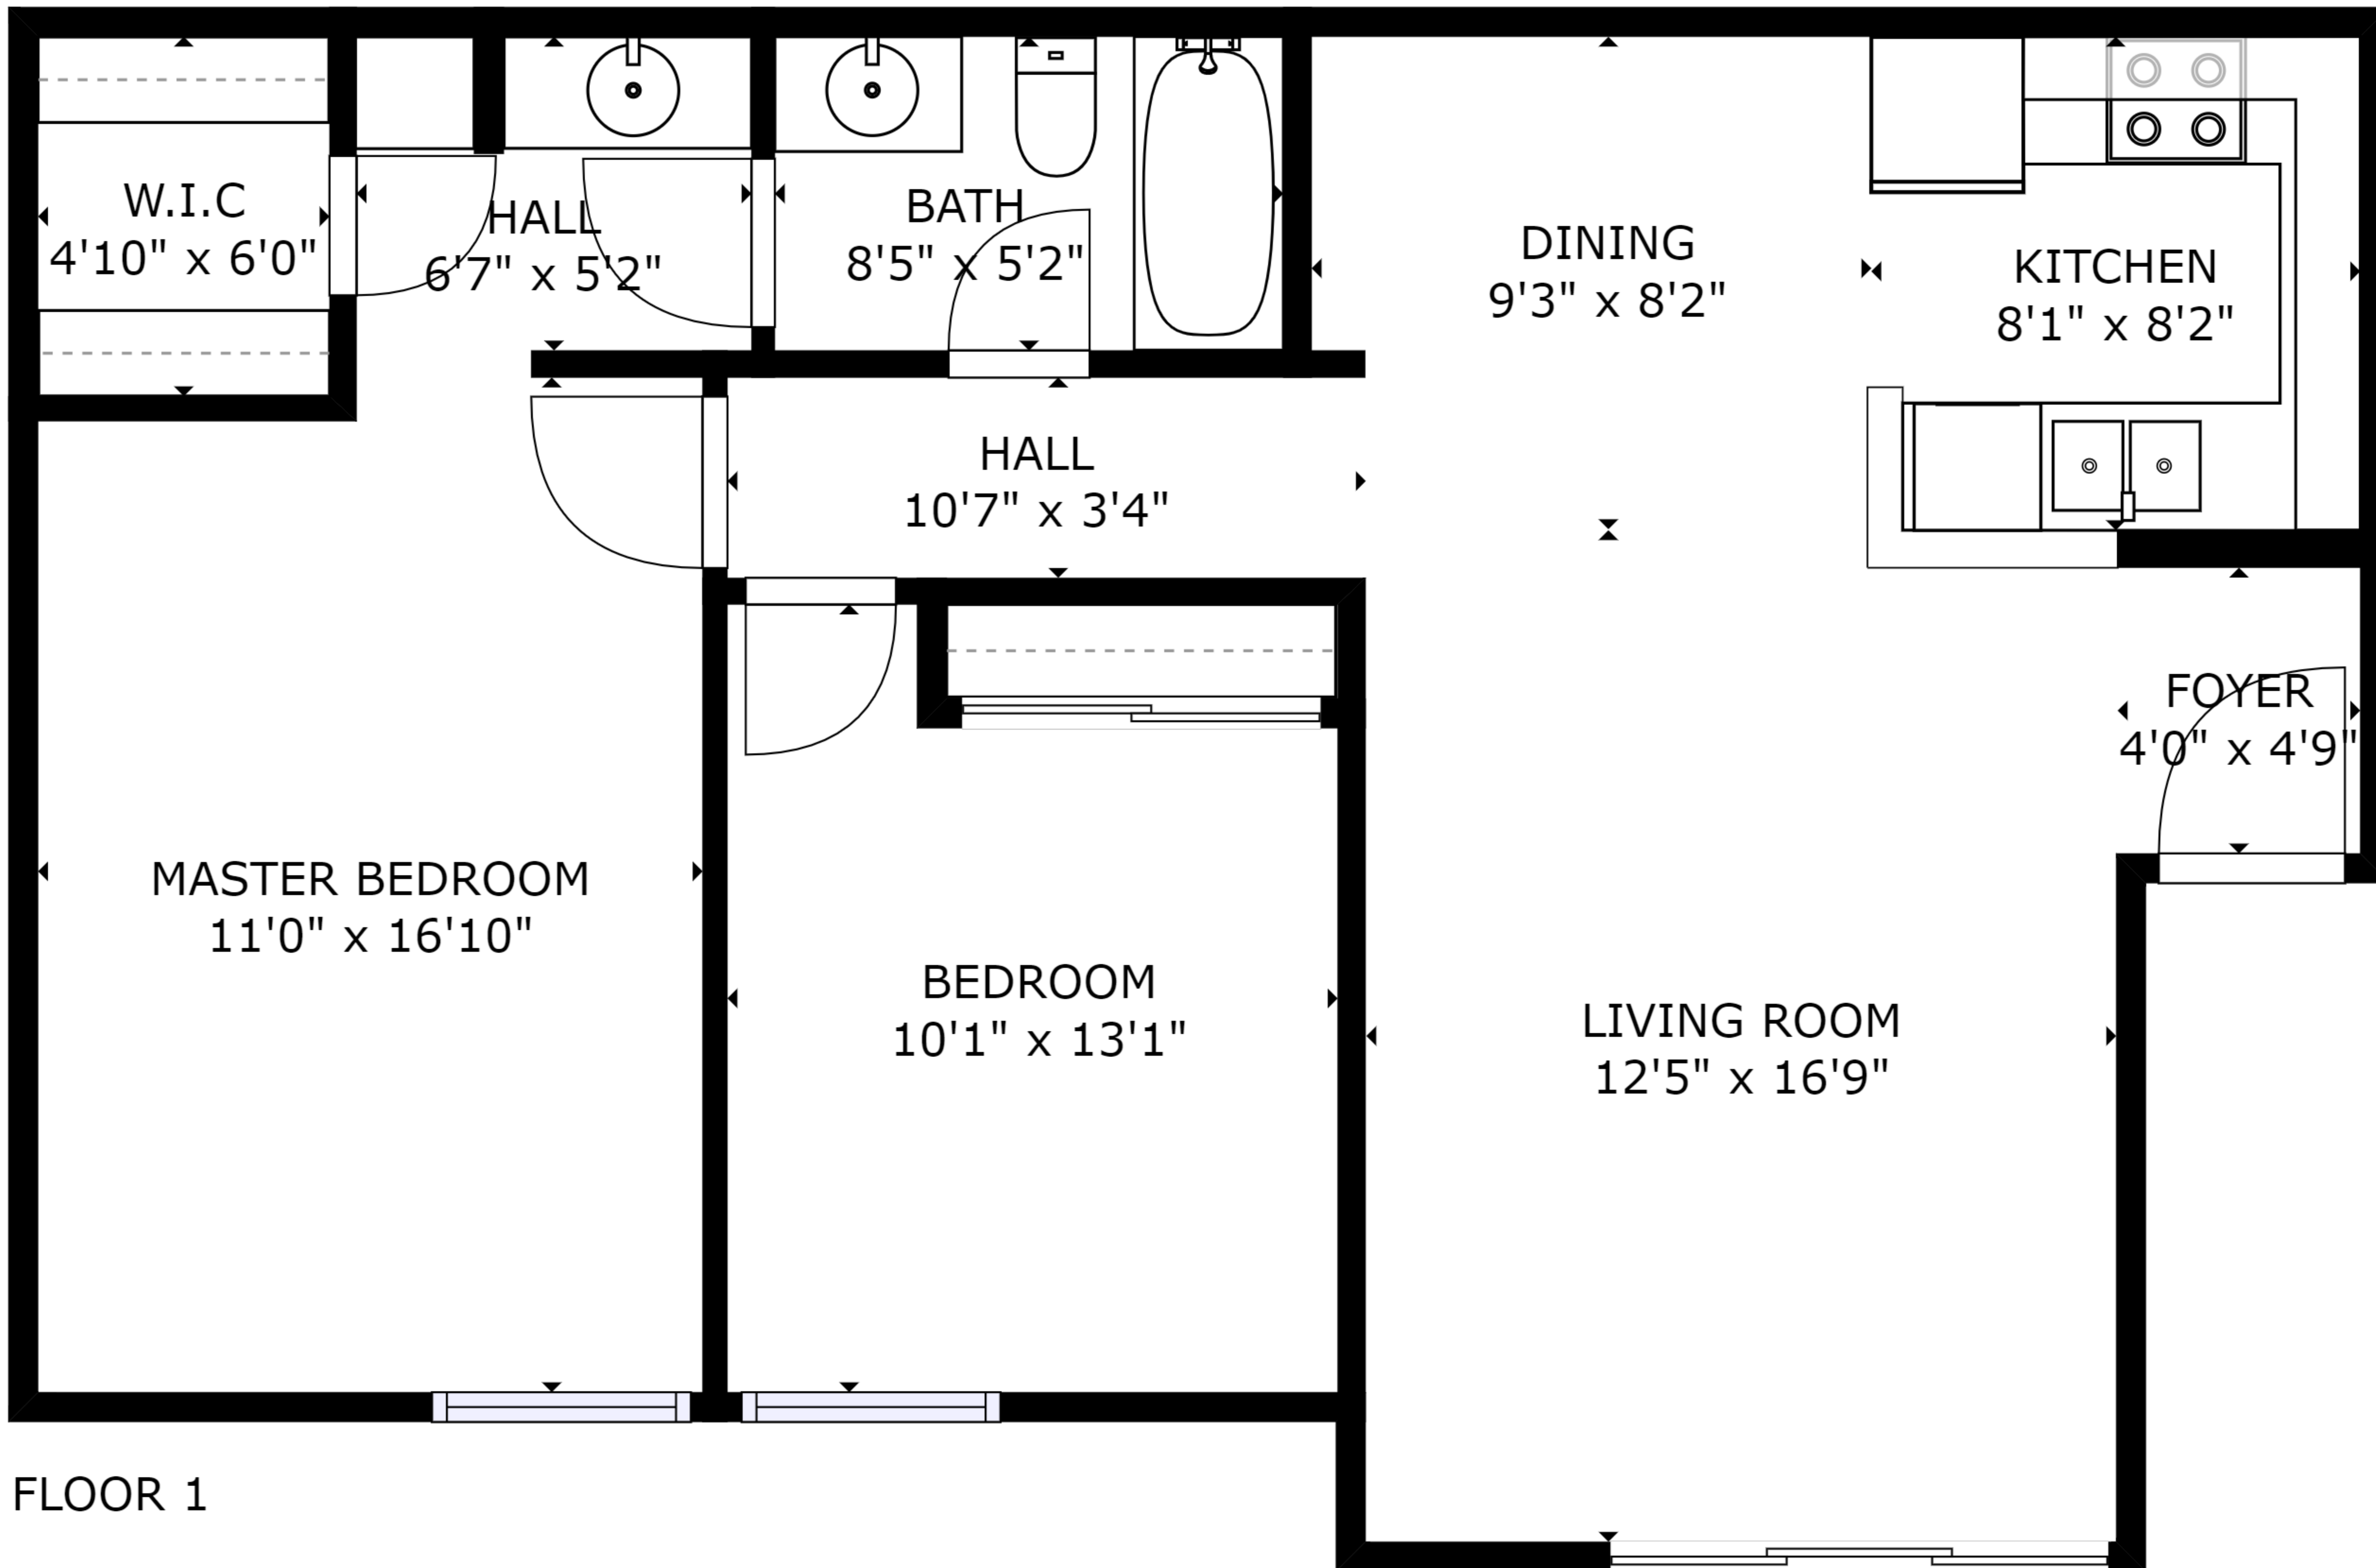 W.I.C
4'10" x 6'0"
HALL
6'7" x 5'2"
BATH
8'5" x 5'2"
DINING
9'3" x 8'2"
KITCHEN
8'1" x 8'2"
HALL
10'7" x 3'4"
FOYER
4'0" x 4'9"
MASTER BEDROOM
11'0" x 16'10"
BEDROOM
10'1" x 13'1"
LIVING ROOM
12'5" x 16'9"
FLOOR 1